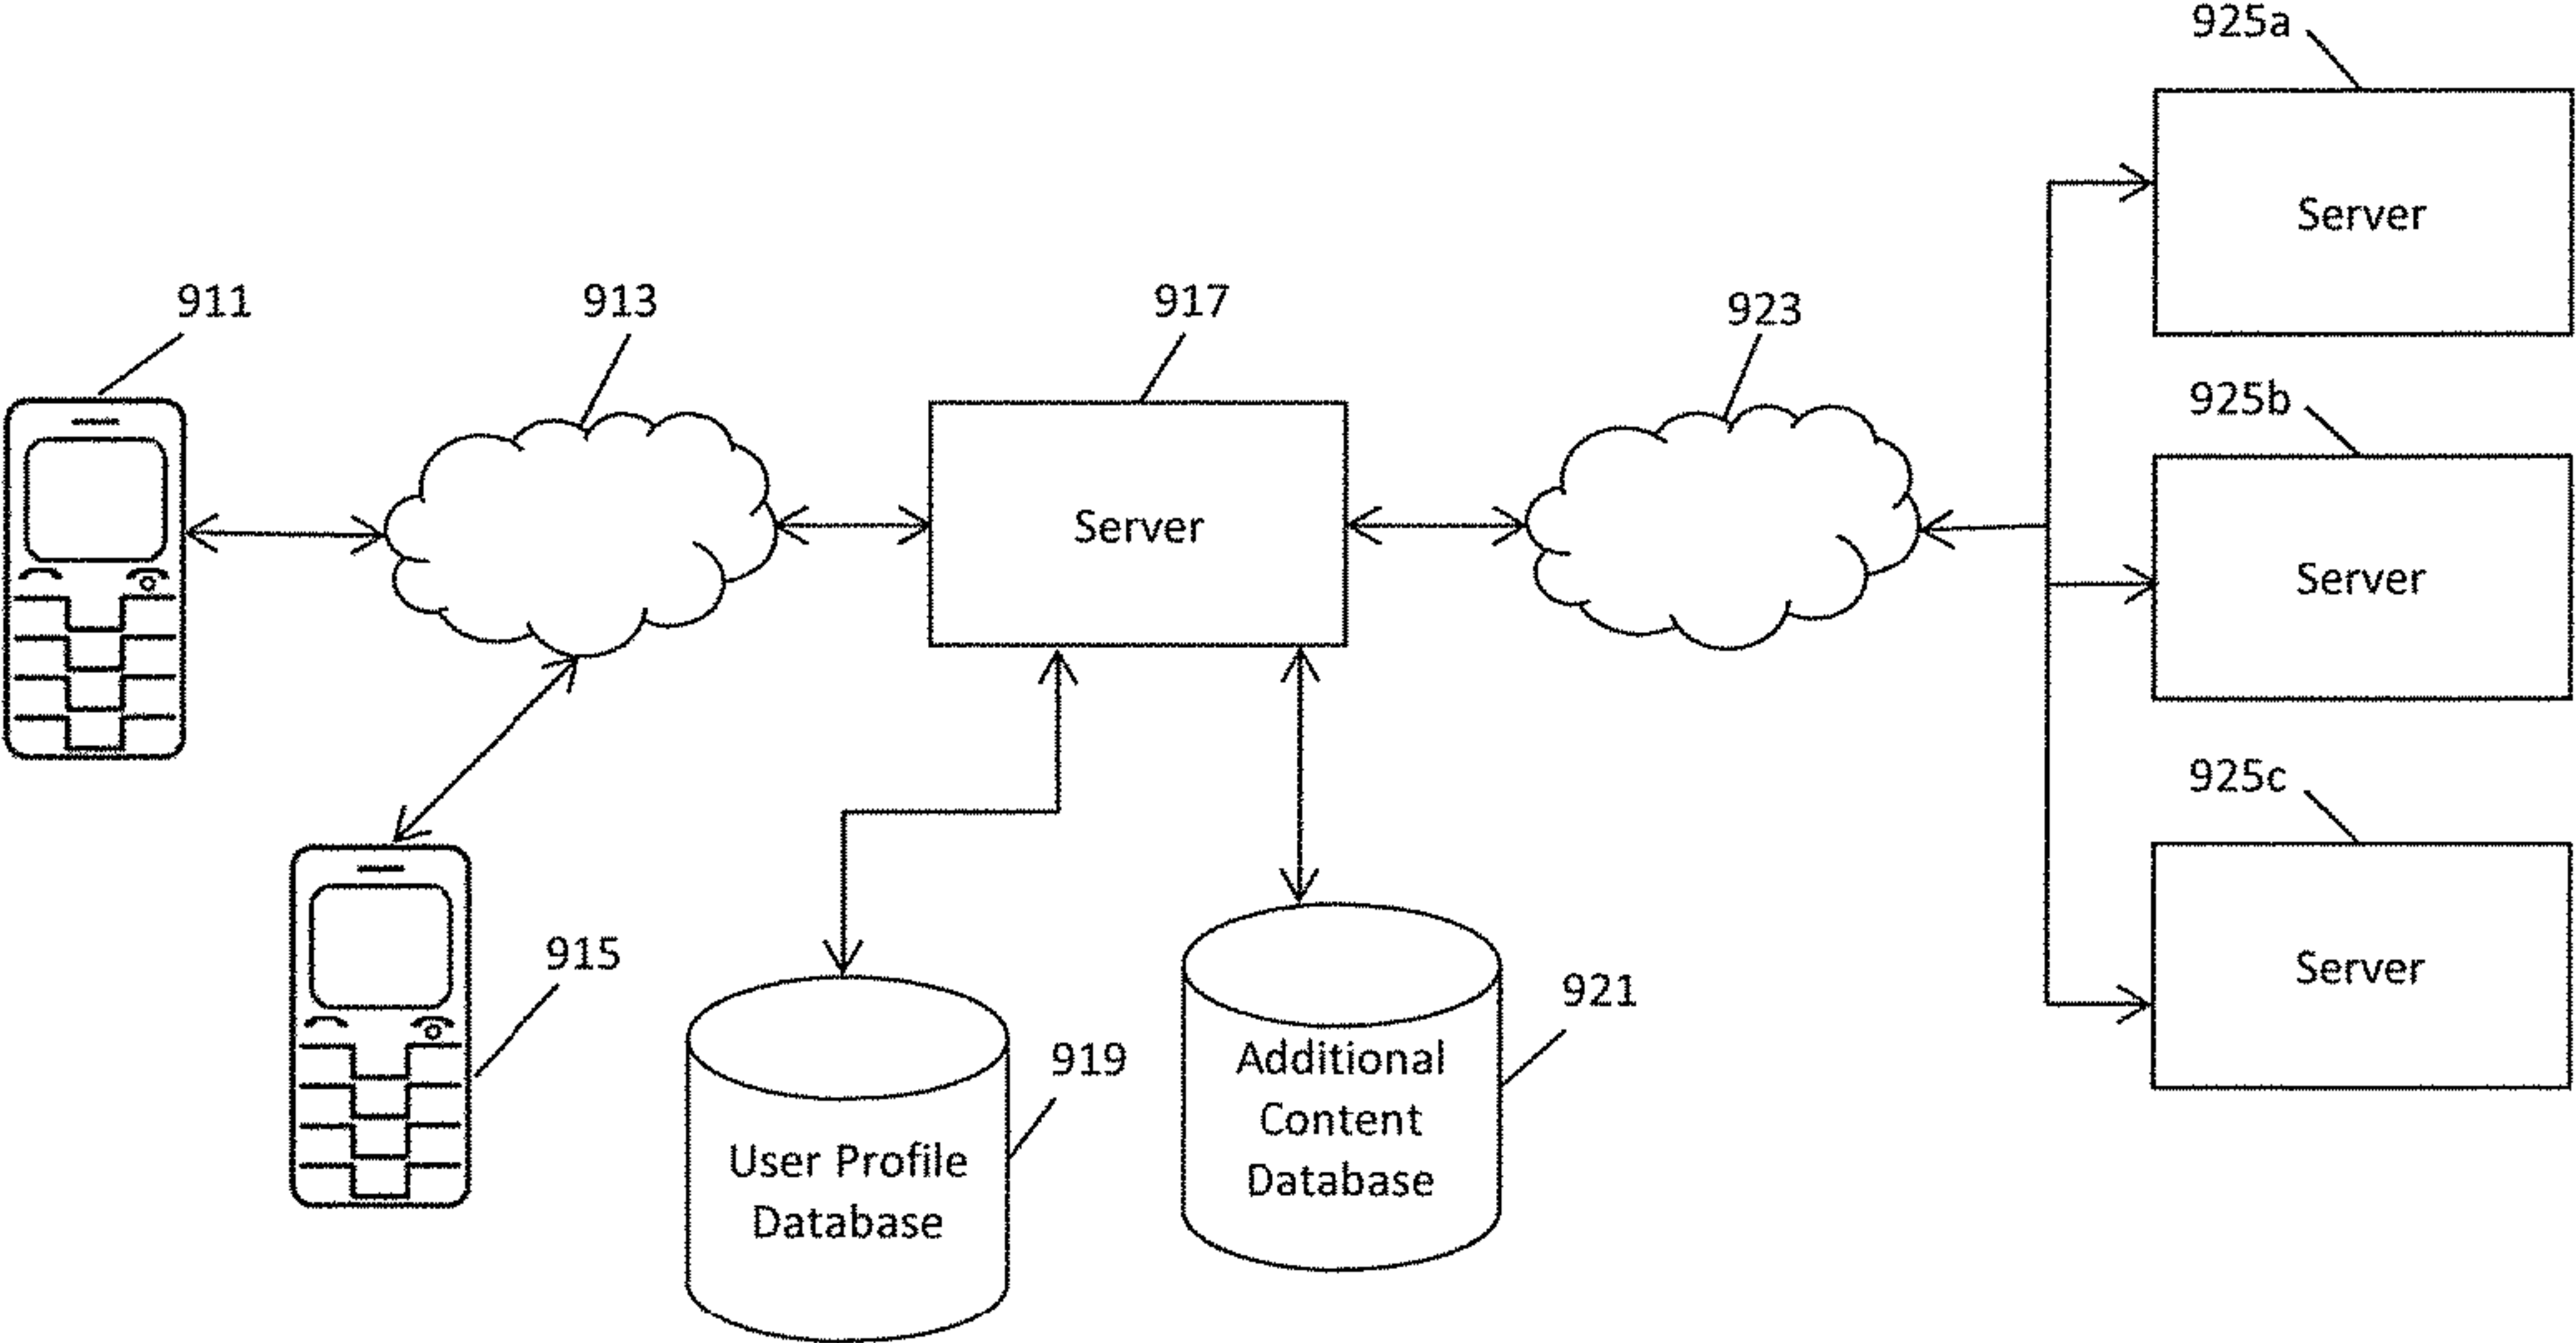 925a
Server
911
913
917
923
925b
Server
Server
925c
Server
915
919
921
User Profile
Database
Additional
Content
Database